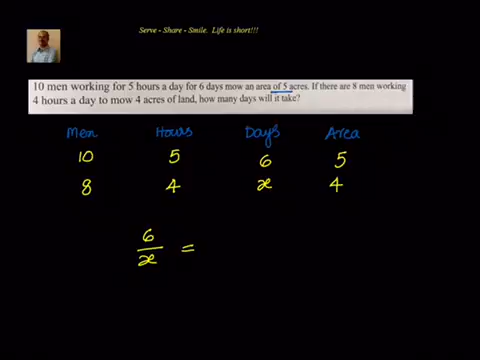 Serve - Share - Smile. Life is short!!!
10 men working for 5 hours a day for 6 days mow an area of 5 acres. If there are 8 men working
4 hours a day to mow 4 acres of land, how many days will it take?
Men Hours Days Area
10 5 6 5
8 4 x 4
6
x =